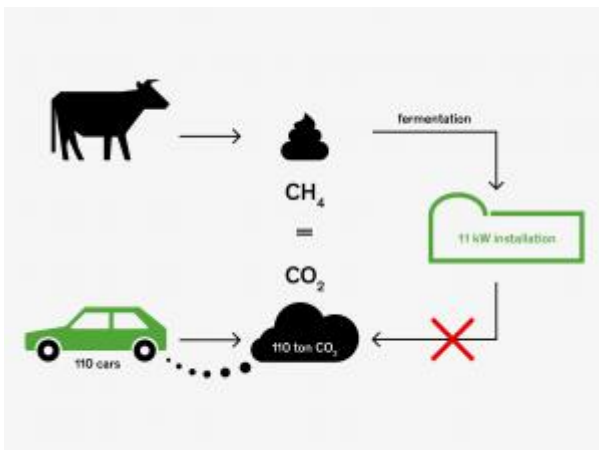 fermentation
CH₄
=
11 kW installation
CO₂
110 ton CO₂
110 cars